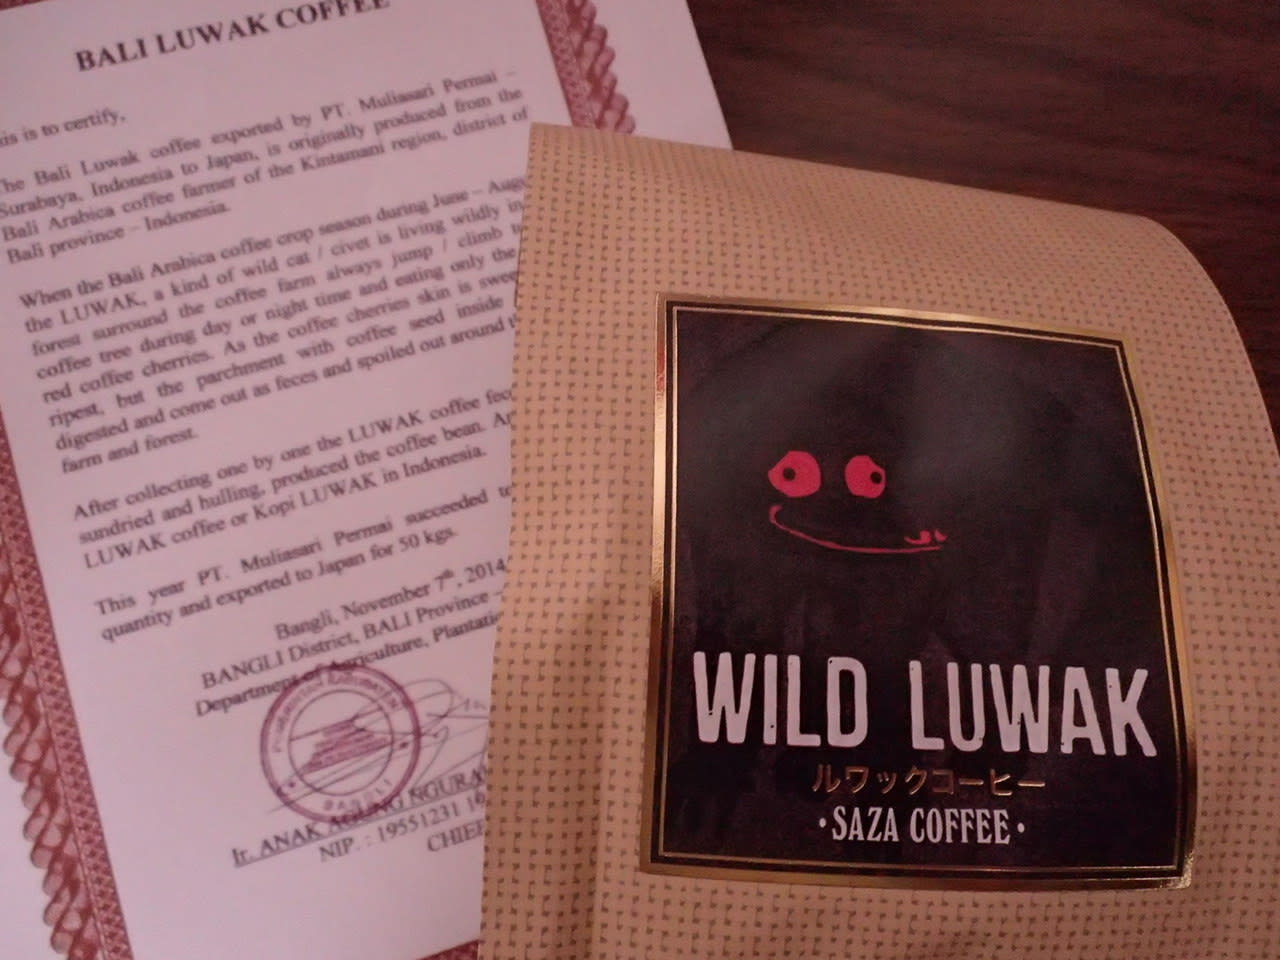 BALI LUWAK COFFEE
is is to certify,
The Bali Luwak coffee exported by PT. Muliasari Permai –
Surabaya, Indonesia to Japan, is originally produced from the
Bali Arabica coffee farmer of the Kintamani region, district of
Bali province – Indonesia.
When the Bali Arabica coffee crop season during June – Augu
the LUWAK, a kind of wild cat / civet is living wildly in
forest surround the coffee farm always jump / climb t
coffee tree during day or night time and eating only the
red coffee cherries. As the coffee cherries skin is swee
ripest, but the parchment with coffee seed inside
digested and come out as feces and spoiled out around t
farm and forest.
After collecting one by one the LUWAK coffee fec
sundried and hulling, produced the coffee bean. A
LUWAK coffee or Kopi LUWAK in Indonesia.
This year PT. Muliasari Permai succeeded t
quantity and exported to Japan for 50 kgs.
Bangli, November 7th, 2014
BANGLI District, BALI Province –
Department of Agriculture, Plantatio
BANGLI
Ir. ANAK AGUNG NGURA
NIP. : 19551231
CHIEF
WILD LUWAK
ルワックコーヒー
·SAZA COFFEE·